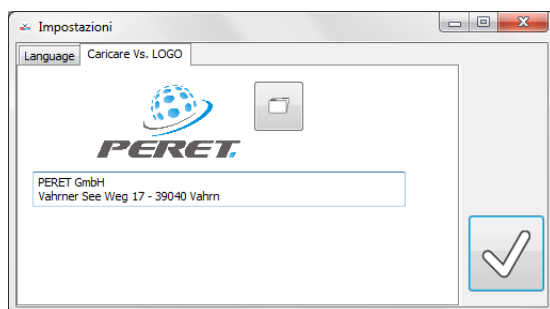 Impostazioni
Language
Caricare Vs. LOGO
PERET.
PERET GmbH
Vahrner See Weg 17 - 39040 Vahrn